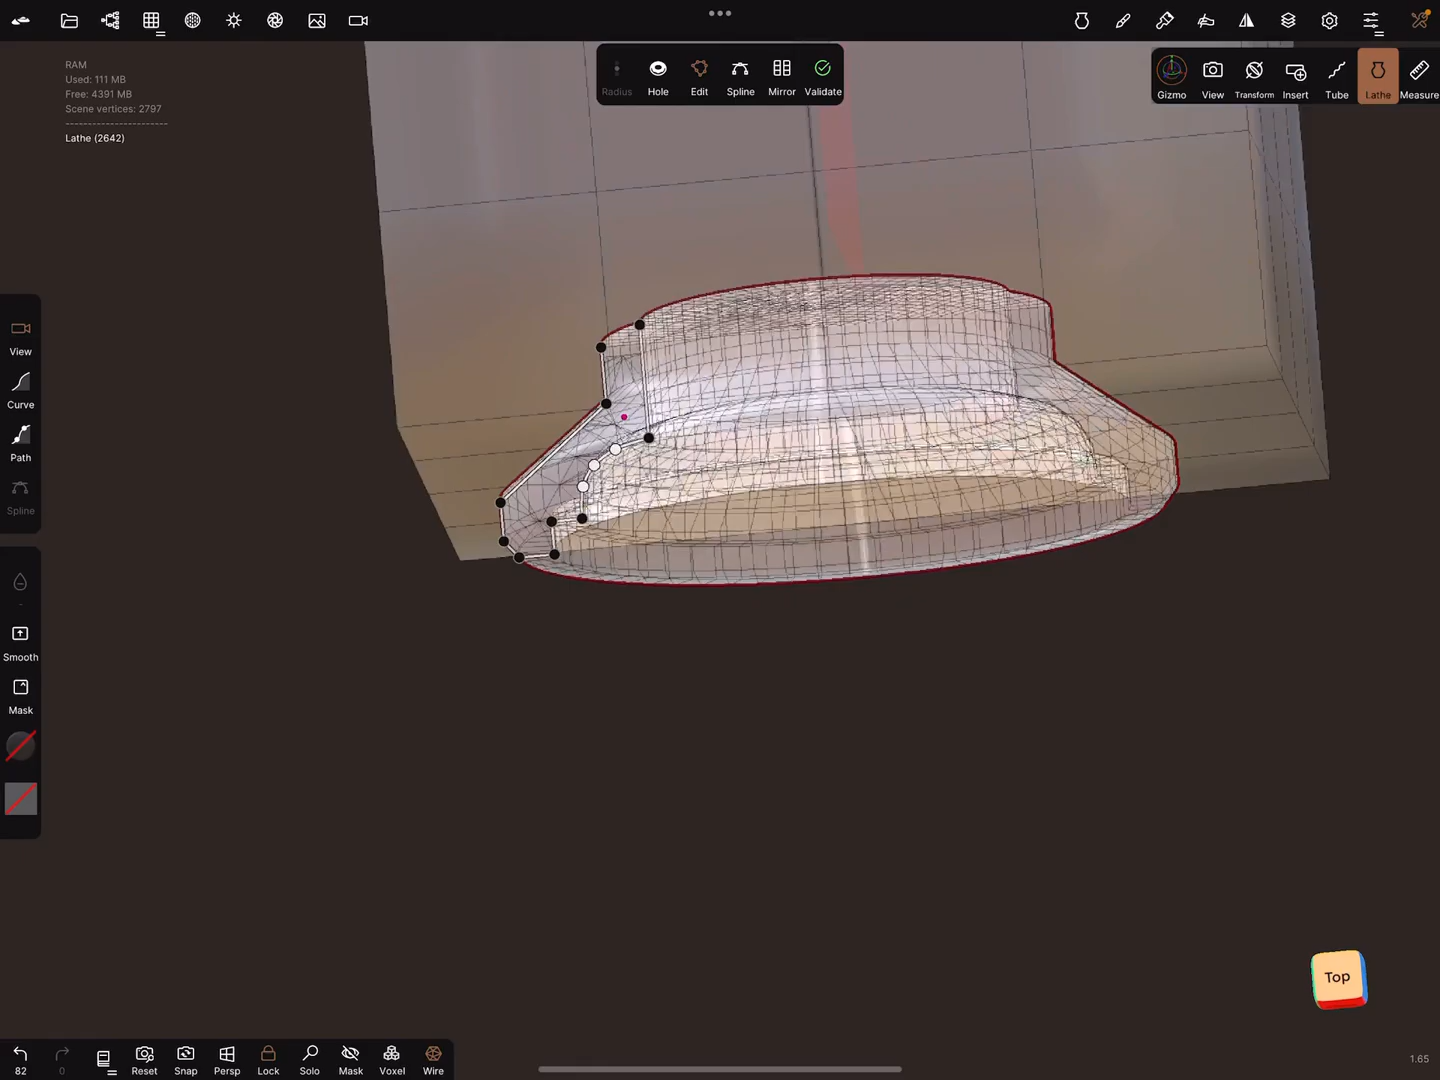 RAM
Used: 111 MB
Free: 4391 MB
Scene vertices: 2797
Lathe (2642)
Radius Hole Edit Spline Mirror Validate
Gizmo View Transform Insert Tube Lathe Measure
View
Curve
Path
Spline
Smooth
Mask
Top
82 0 Reset Snap Persp Lock Solo Mask Voxel Wire
1.65